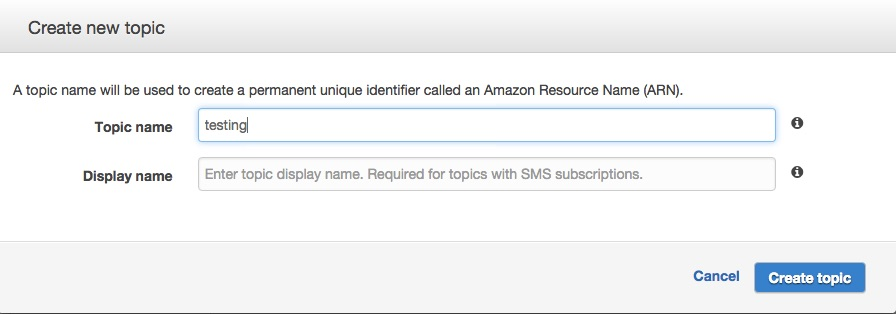 Create new topic
A topic name will be used to create a permanent unique identifier called an Amazon Resource Name (ARN).
Topic name testing
Display name Enter topic display name. Required for topics with SMS subscriptions.
Cancel Create topic